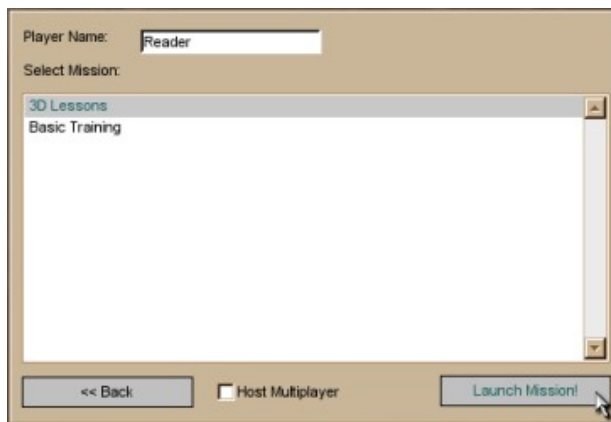 Player Name: Reader
Select Mission:
3D Lessons
Basic Training
<< Back Host Multiplayer Launch Mission!